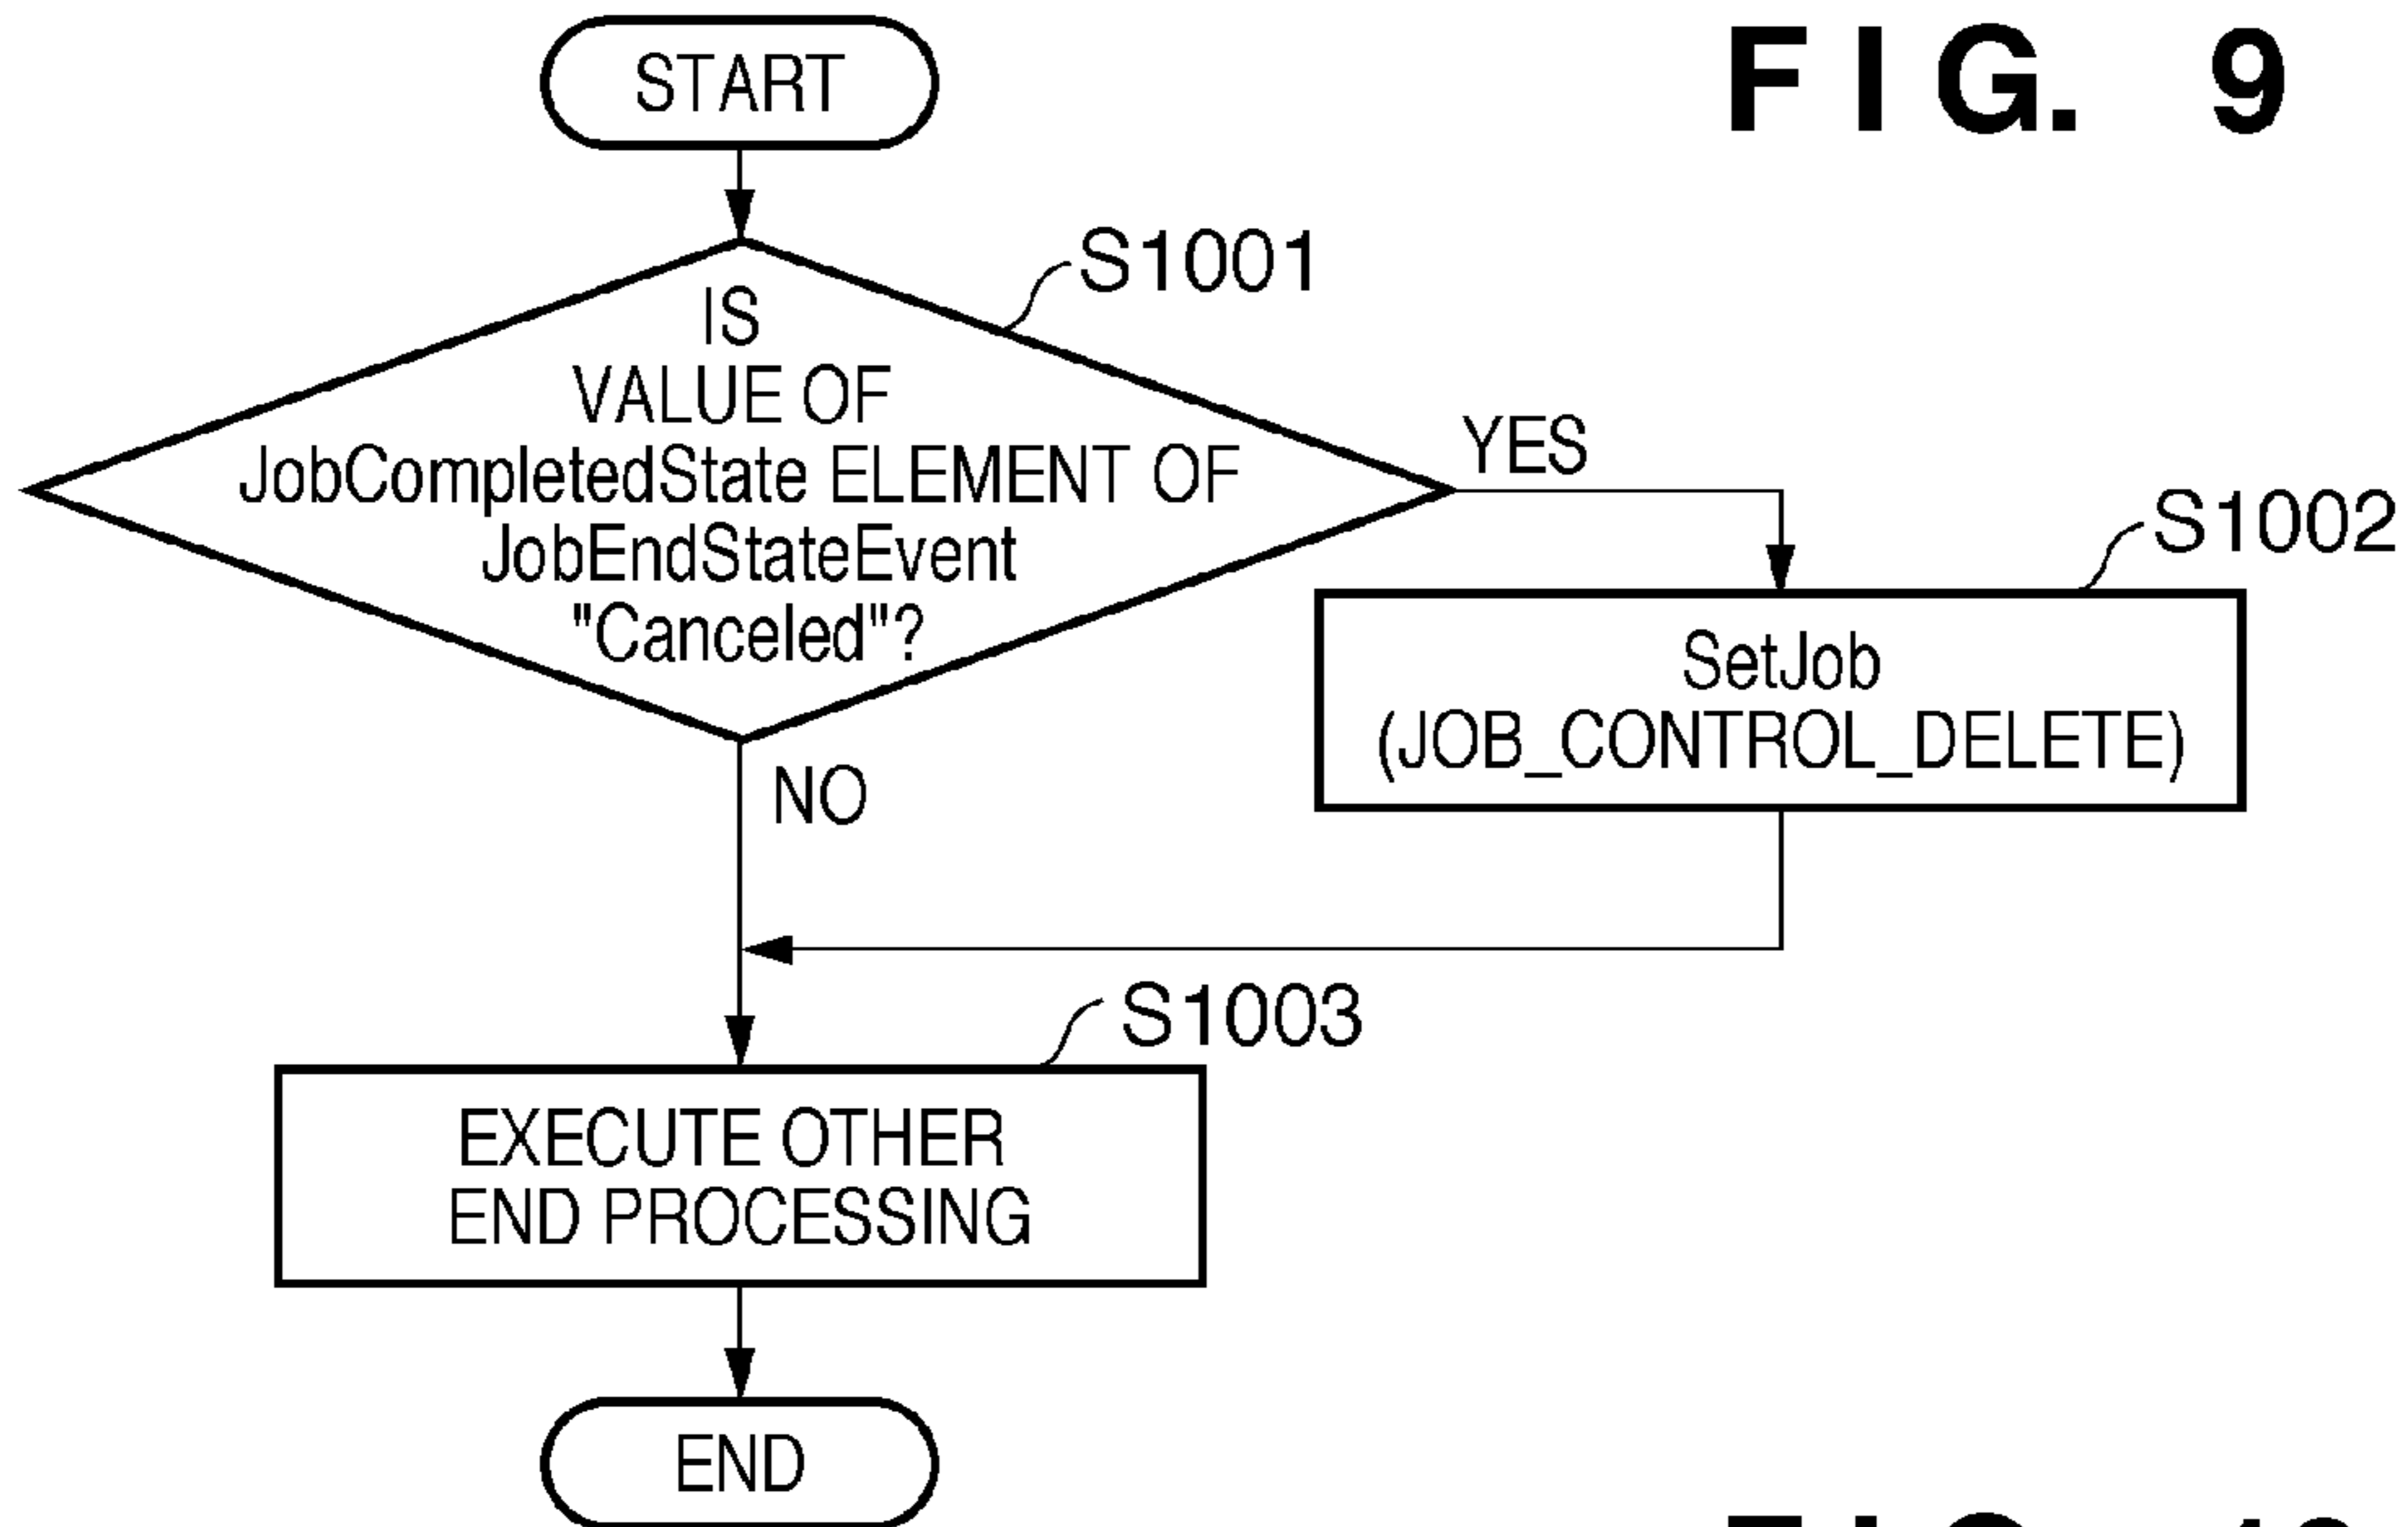 FIG. 9
START
S1001
IS
VALUE OF
JobCompletedState ELEMENT OF
JobEndStateEvent
"Canceled"?
YES
S1002
SetJob
(JOB_CONTROL_DELETE)
NO
S1003
EXECUTE OTHER
END PROCESSING
END